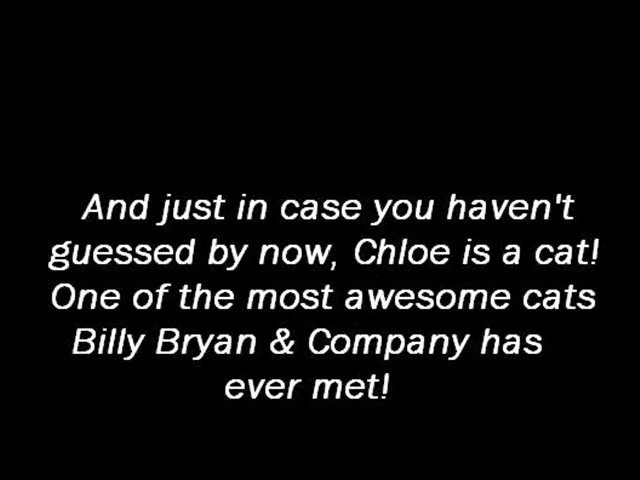 And just in case you haven't
guessed by now, Chloe is a cat!
One of the most awesome cats
Billy Bryan & Company has
ever met!